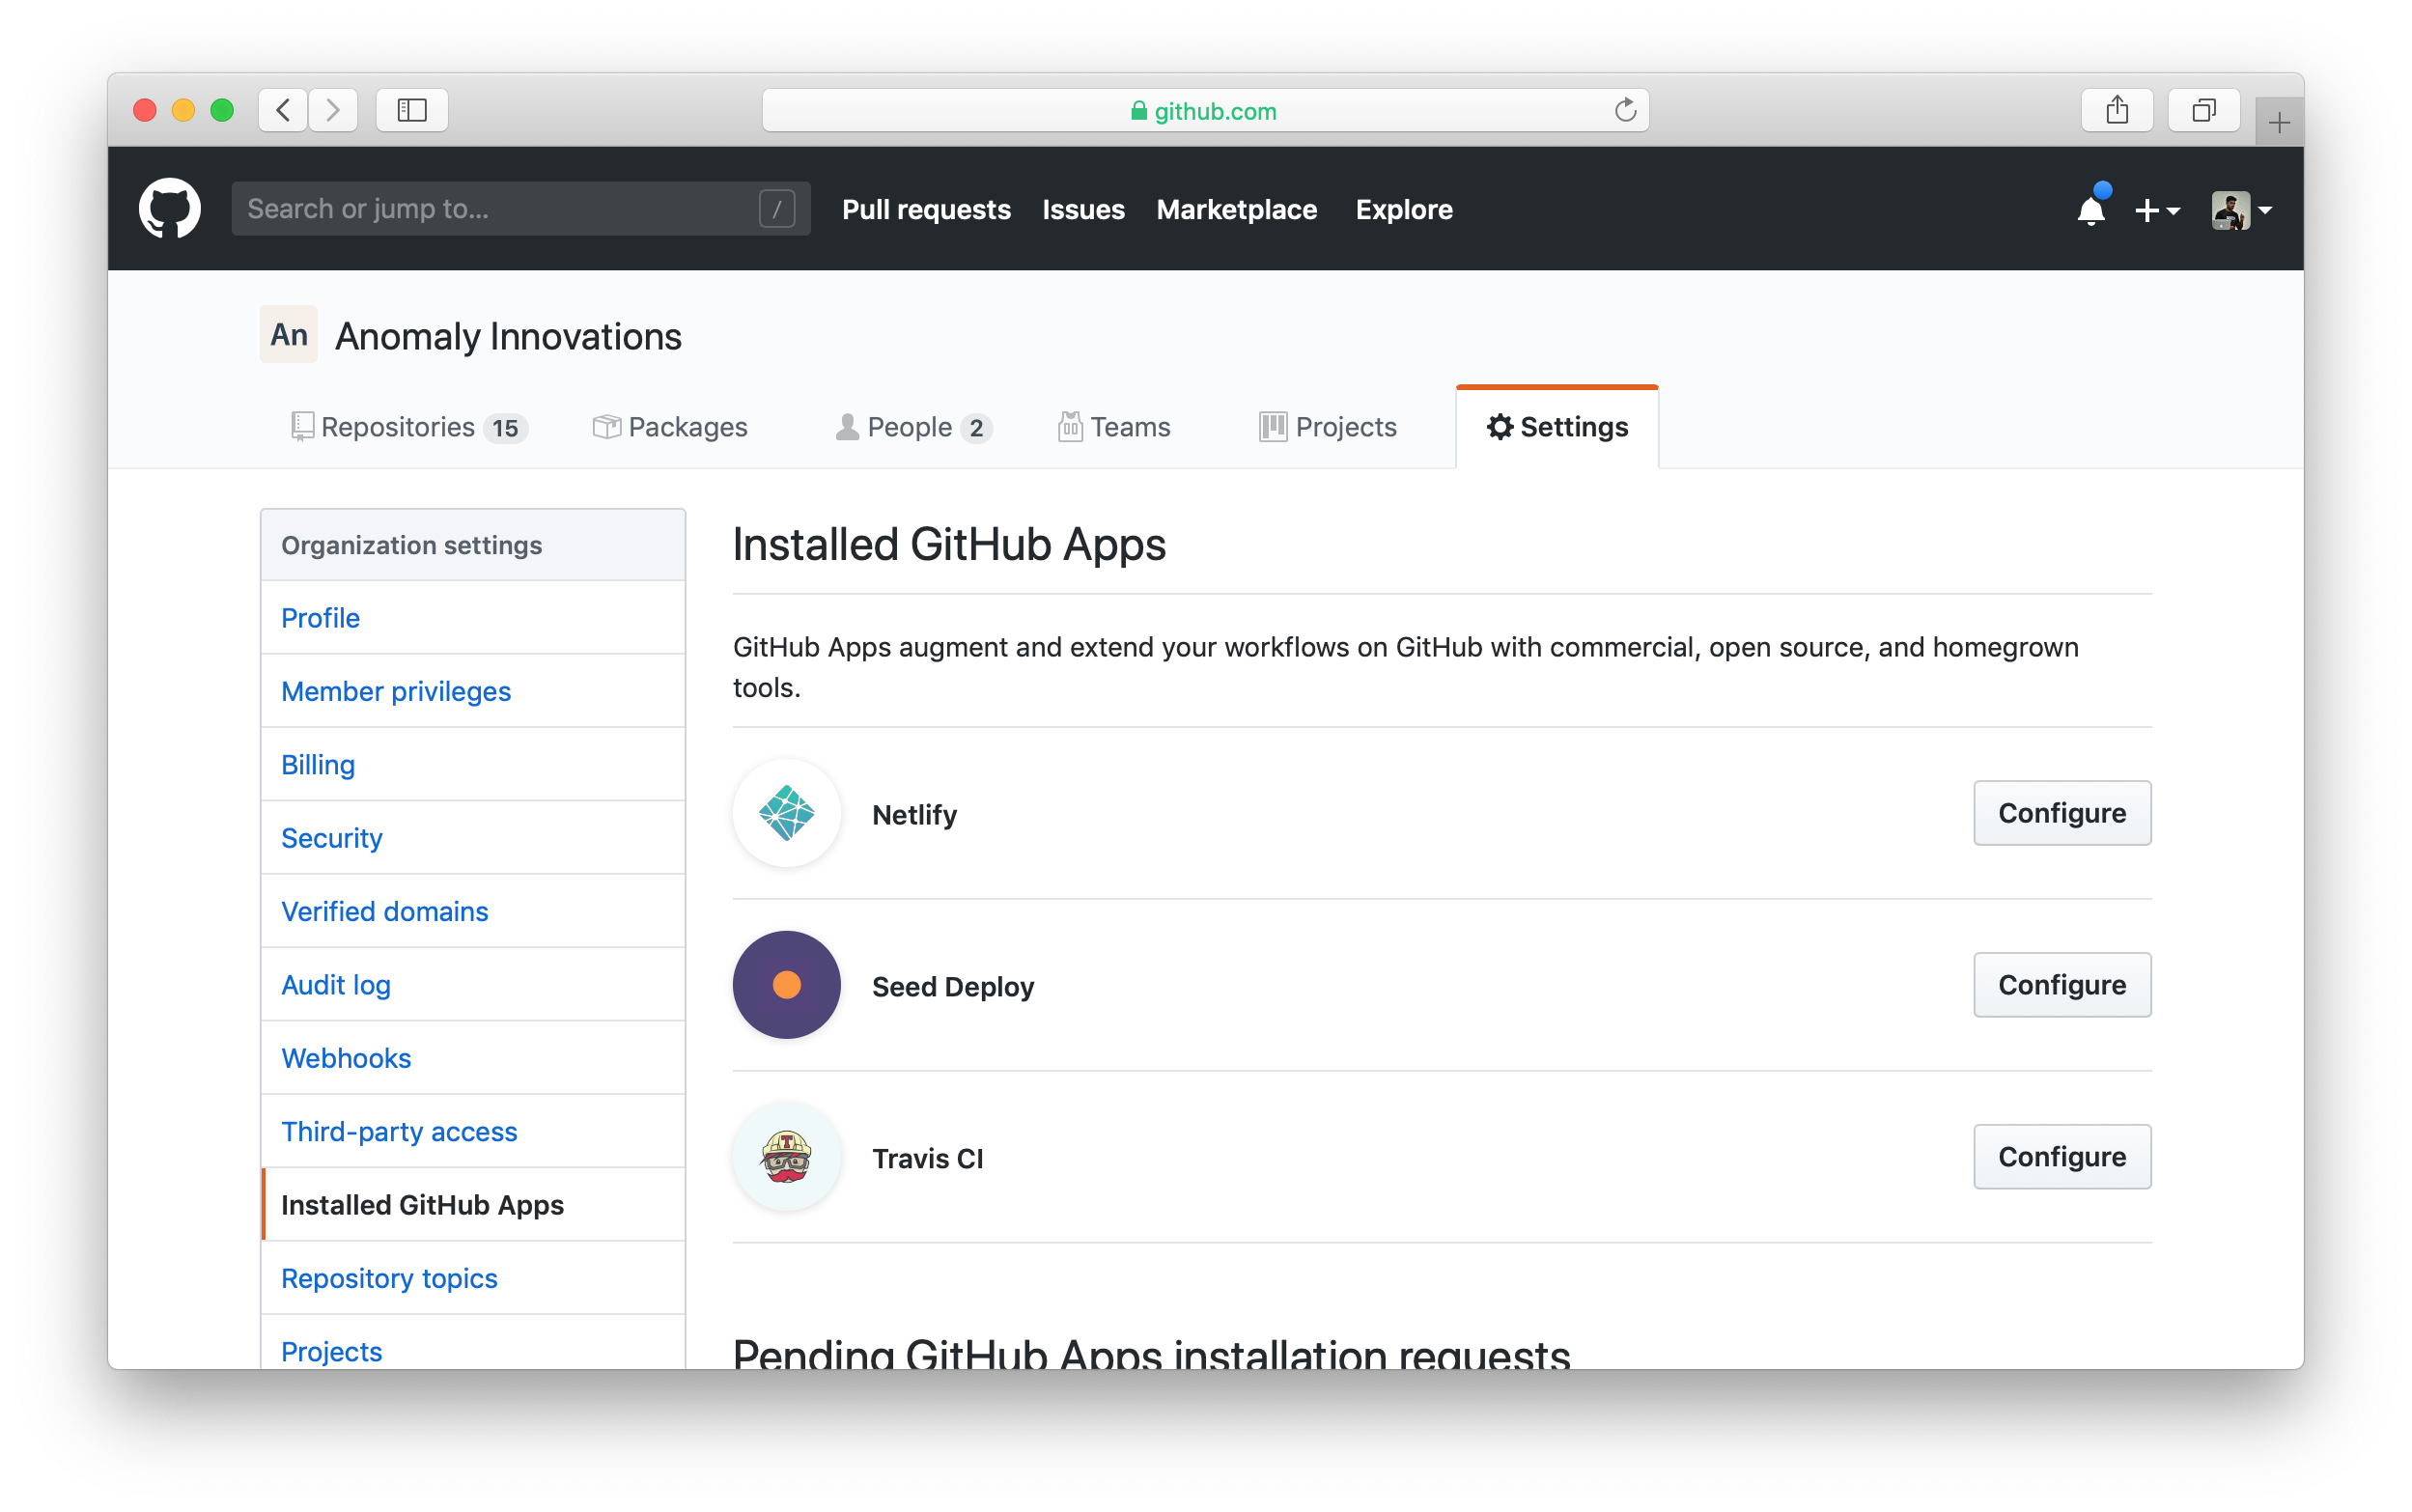 github.com
Search or jump to... /
Pull requests Issues Marketplace Explore
An Anomaly Innovations
Repositories 15 Packages People 2 Teams Projects Settings
Organization settings
Profile
Member privileges
Billing
Security
Verified domains
Audit log
Webhooks
Third-party access
Installed GitHub Apps
Repository topics
Projects
Installed GitHub Apps
GitHub Apps augment and extend your workflows on GitHub with commercial, open source, and homegrown
tools.
Netlify Configure
Seed Deploy Configure
T
Travis CI Configure
Pending GitHub Apps installation requests